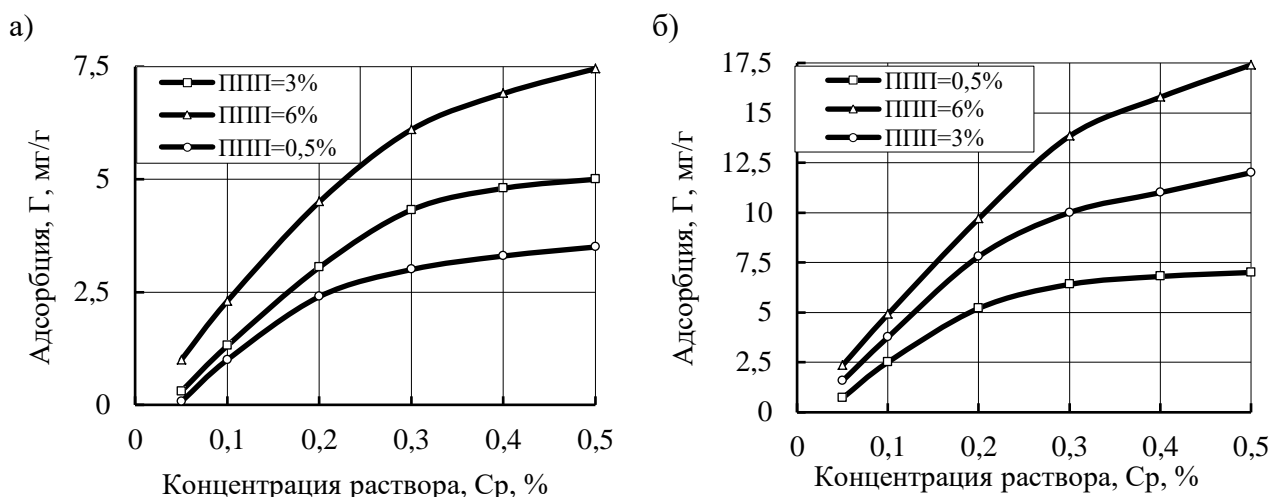 а)
7,5
5
2,5
0
Адсорбция, Г, мг/г
ППП=3%
ППП=6%
ППП=0,5%
0 0,1 0,2 0,3 0,4 0,5
Концентрация раствора, Ср, %
б)
17,5
15
12,5
10
7,5
5
2,5
0
Адсорбция, Г, мг/г
ППП=0,5%
ППП=6%
ППП=3%
0 0,1 0,2 0,3 0,4 0,5
Концентрация раствора, Ср, %